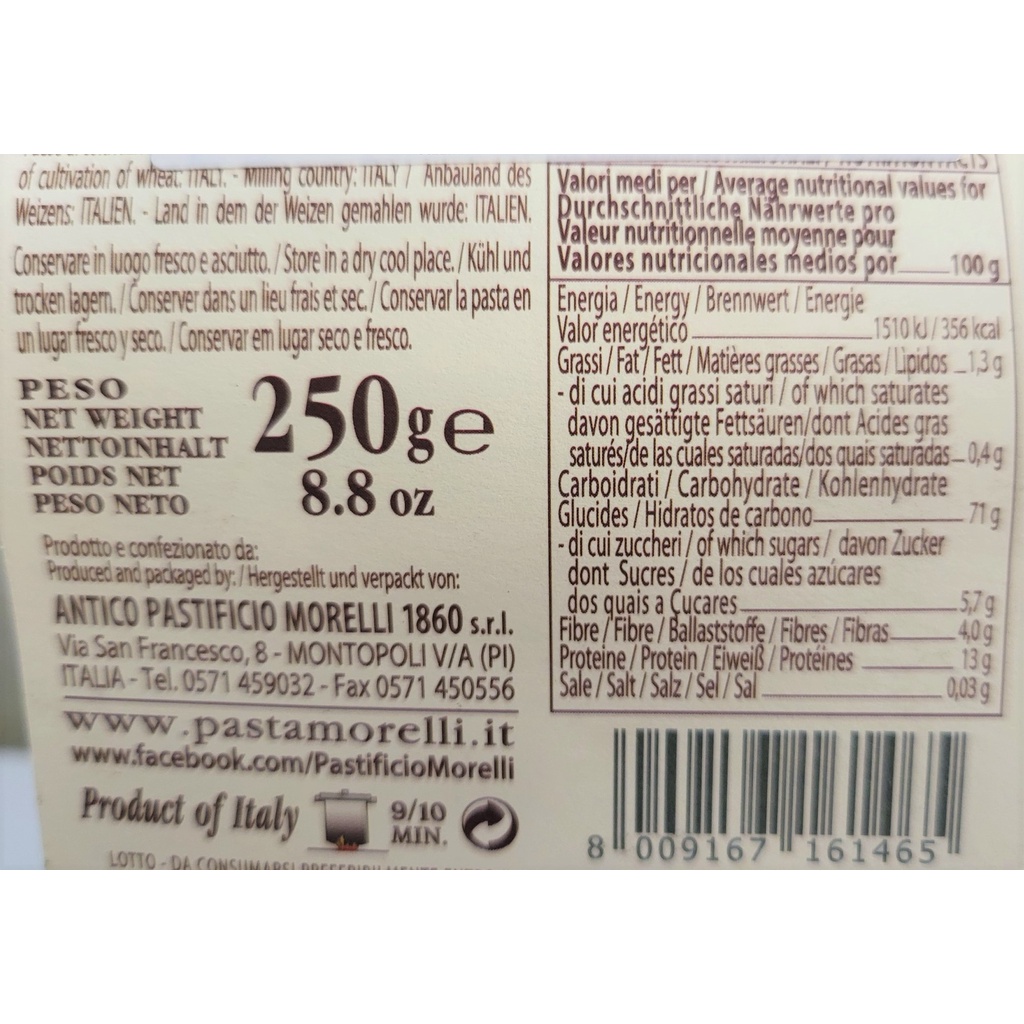 of cultivation of wheat: ITALY. - Milling country: ITALY / Anbauland des
Weizens: ITALIEN. - Land in dem der Weizen gemahlen wurde: ITALIEN.
Conservare in luogo fresco e asciutto. / Store in a dry cool place. / Kühl und
trocken lagern. / Conserver dans un lieu frais et sec. / Conservar la pasta en
un lugar fresco y seco. / Conservar em lugar seco e fresco.
PESO
NET WEIGHT
NETTOINHALT
POIDS NET
PESO NETO
250g℮
8.8 oz
Prodotto e confezionato da:
Produced and packaged by: / Hergestellt und verpackt von:
ANTICO PASTIFICIO MORELLI 1860 s.r.l.
Via San Francesco, 8 - MONTOPOLI V/A (PI)
ITALIA - Tel. 0571 459032 - Fax 0571 450556
www.pastamorelli.it
www.facebook.com/PastificioMorelli
Product of Italy
9/10
MIN.
LOTTO - DA CONSUMARSI
Valori medi per / Average nutritional values for
Durchschnittliche Nährwerte pro
Valeur nutritionnelle moyenne pour
Valores nutricionales medios por 100 g
Energia / Energy / Brennwert / Energie
Valor energético 1510 kJ / 356 kcal
Grassi / Fat / Fett / Matières grasses / Grasas / Lipidos 1,3 g
- di cui acidi grassi saturi / of which saturates
davon gesättigte Fettsäuren/dont Acides gras
saturés/de las cuales saturadas/dos quais saturadas 0,4 g
Carboidrati / Carbohydrate / Kohlenhydrate
Glucides / Hidratos de carbono 71 g
- di cui zuccheri / of which sugars / davon Zucker
dont Sucres / de los cuales azúcares
dos quais a Çucares 5,7 g
Fibre / Fibre / Ballaststoffe / Fibres / Fibras 4,0 g
Proteine / Protein / Eiweiß / Protéines 13 g
Sale / Salt / Salz / Sel / Sal 0,03 g
8 009167 161465